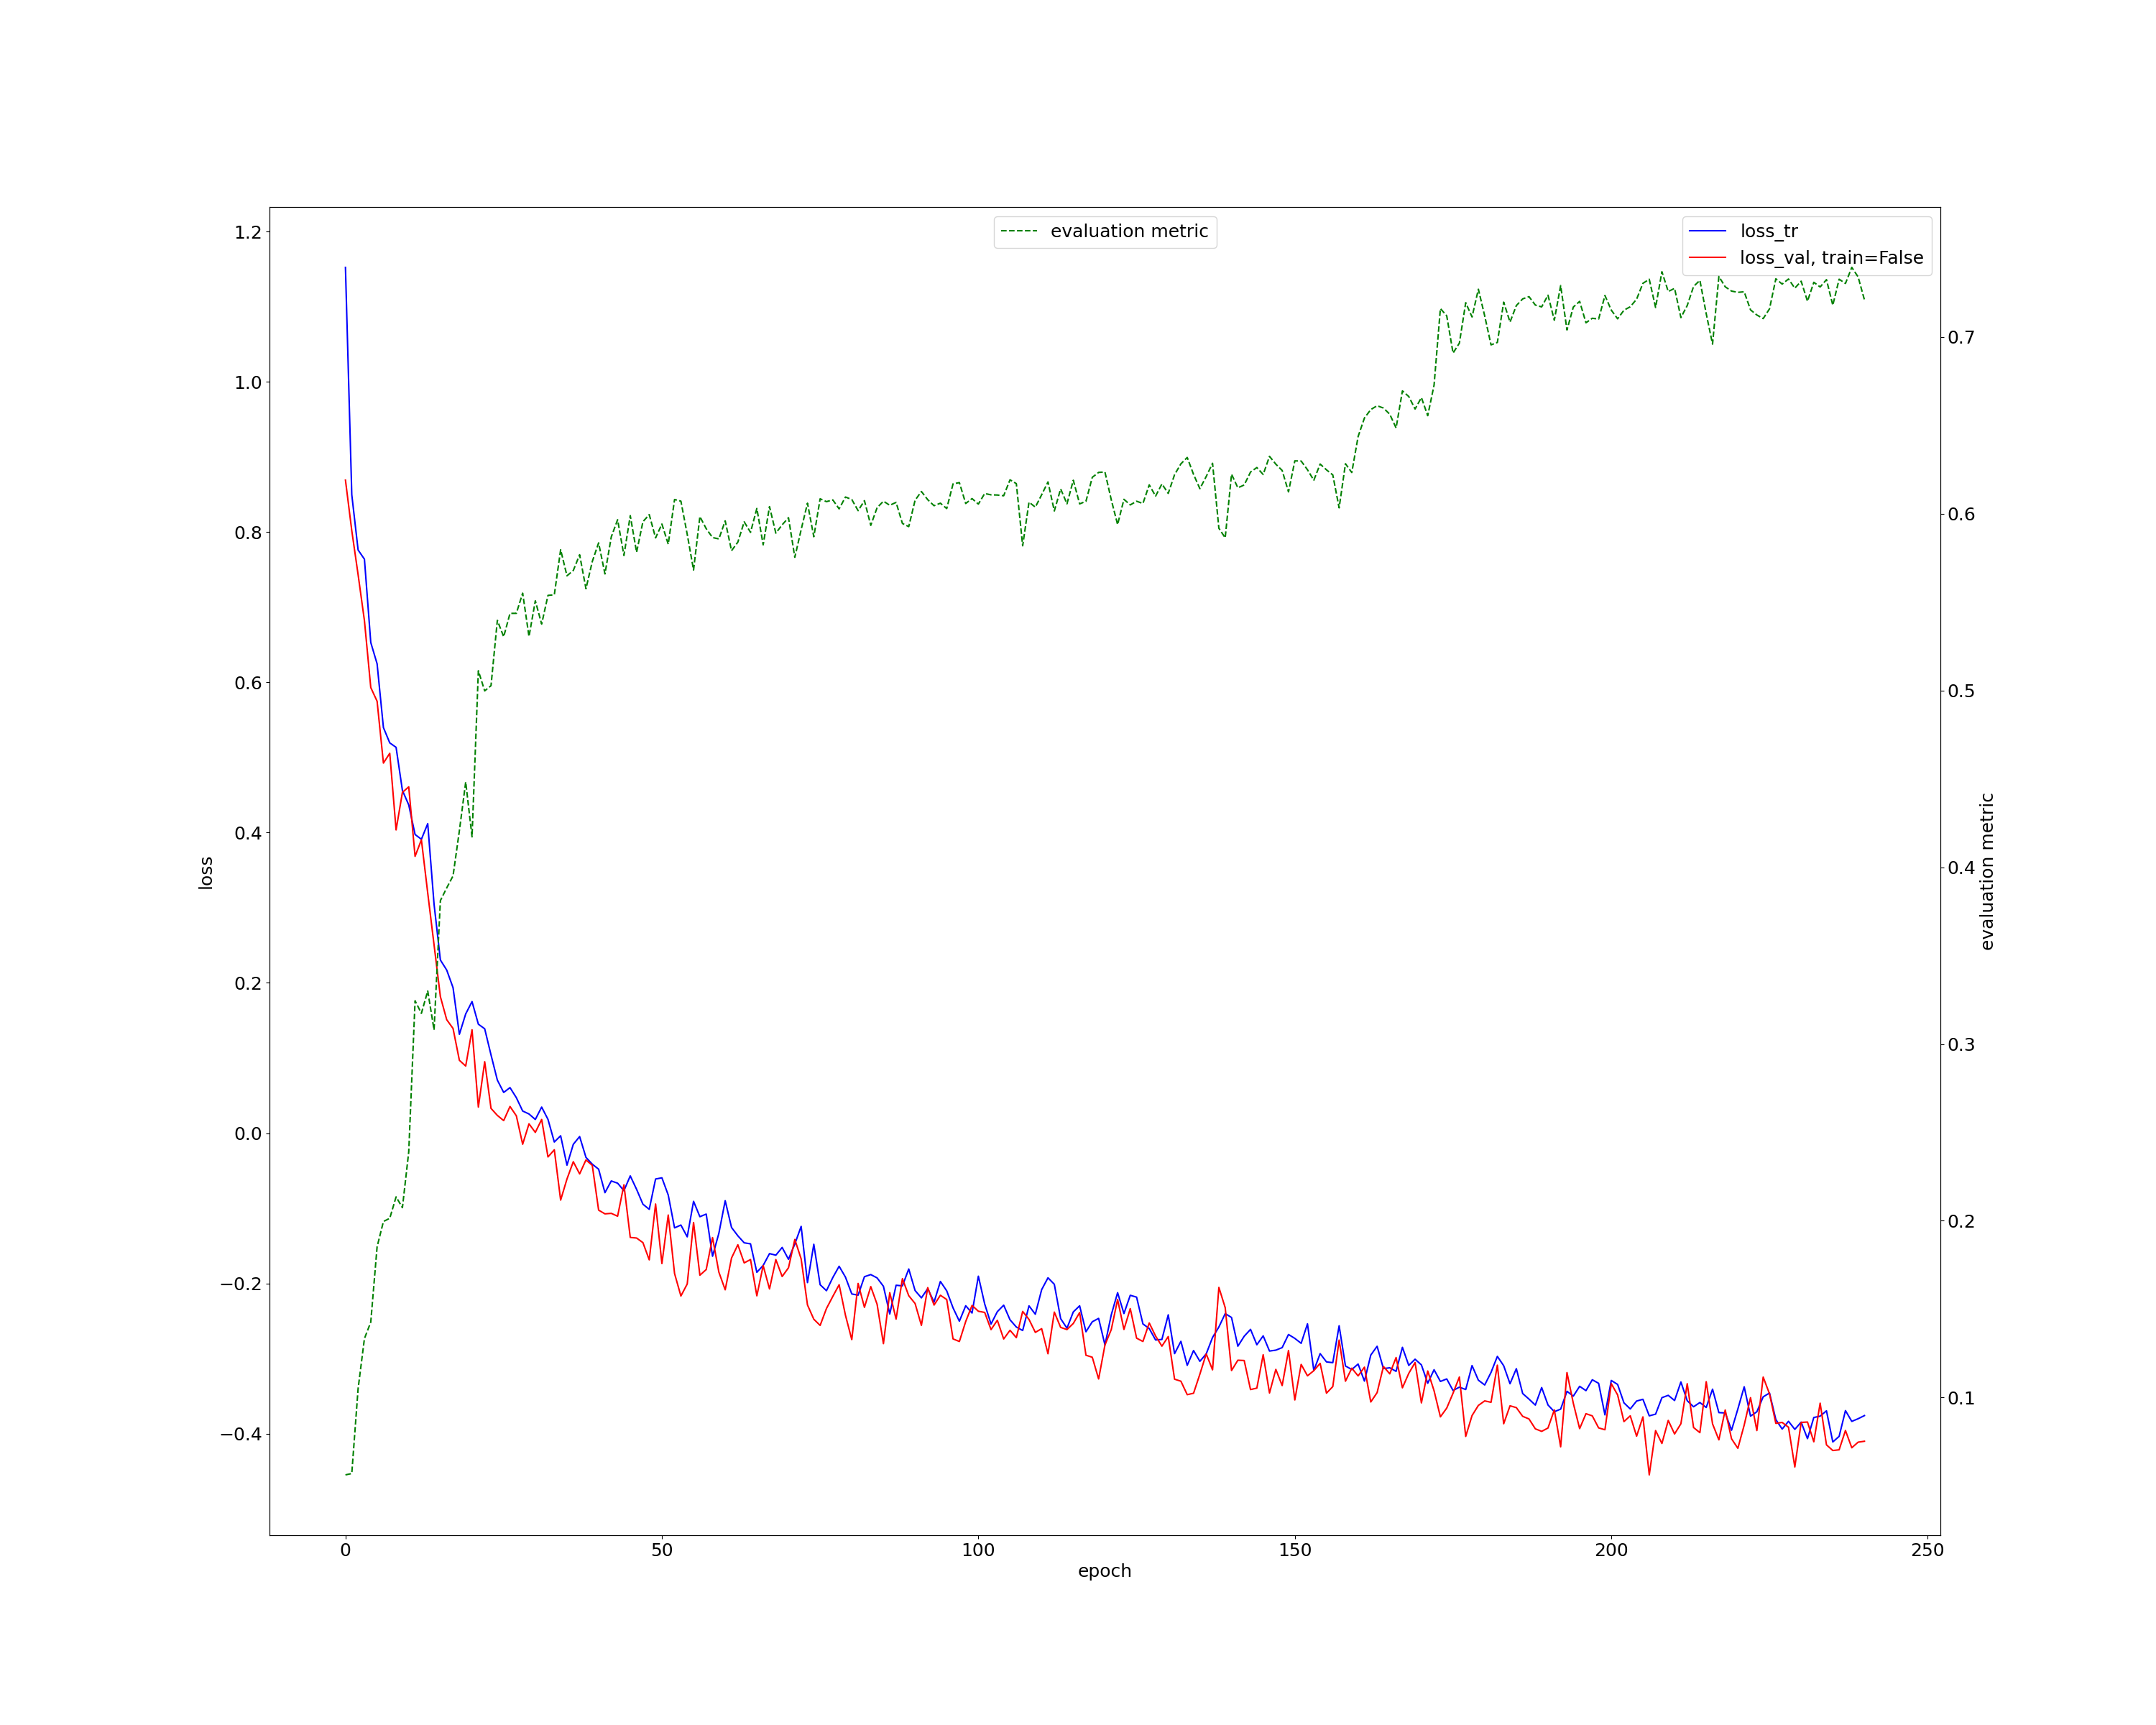 evaluation metric
loss_tr
loss_val, train=False
1.2
1.0
0.8
0.6
0.4
0.2
0.0
−0.2
−0.4
loss
0.7
0.6
0.5
0.4
0.3
0.2
0.1
evaluation metric
0 50 100 150 200 250
epoch